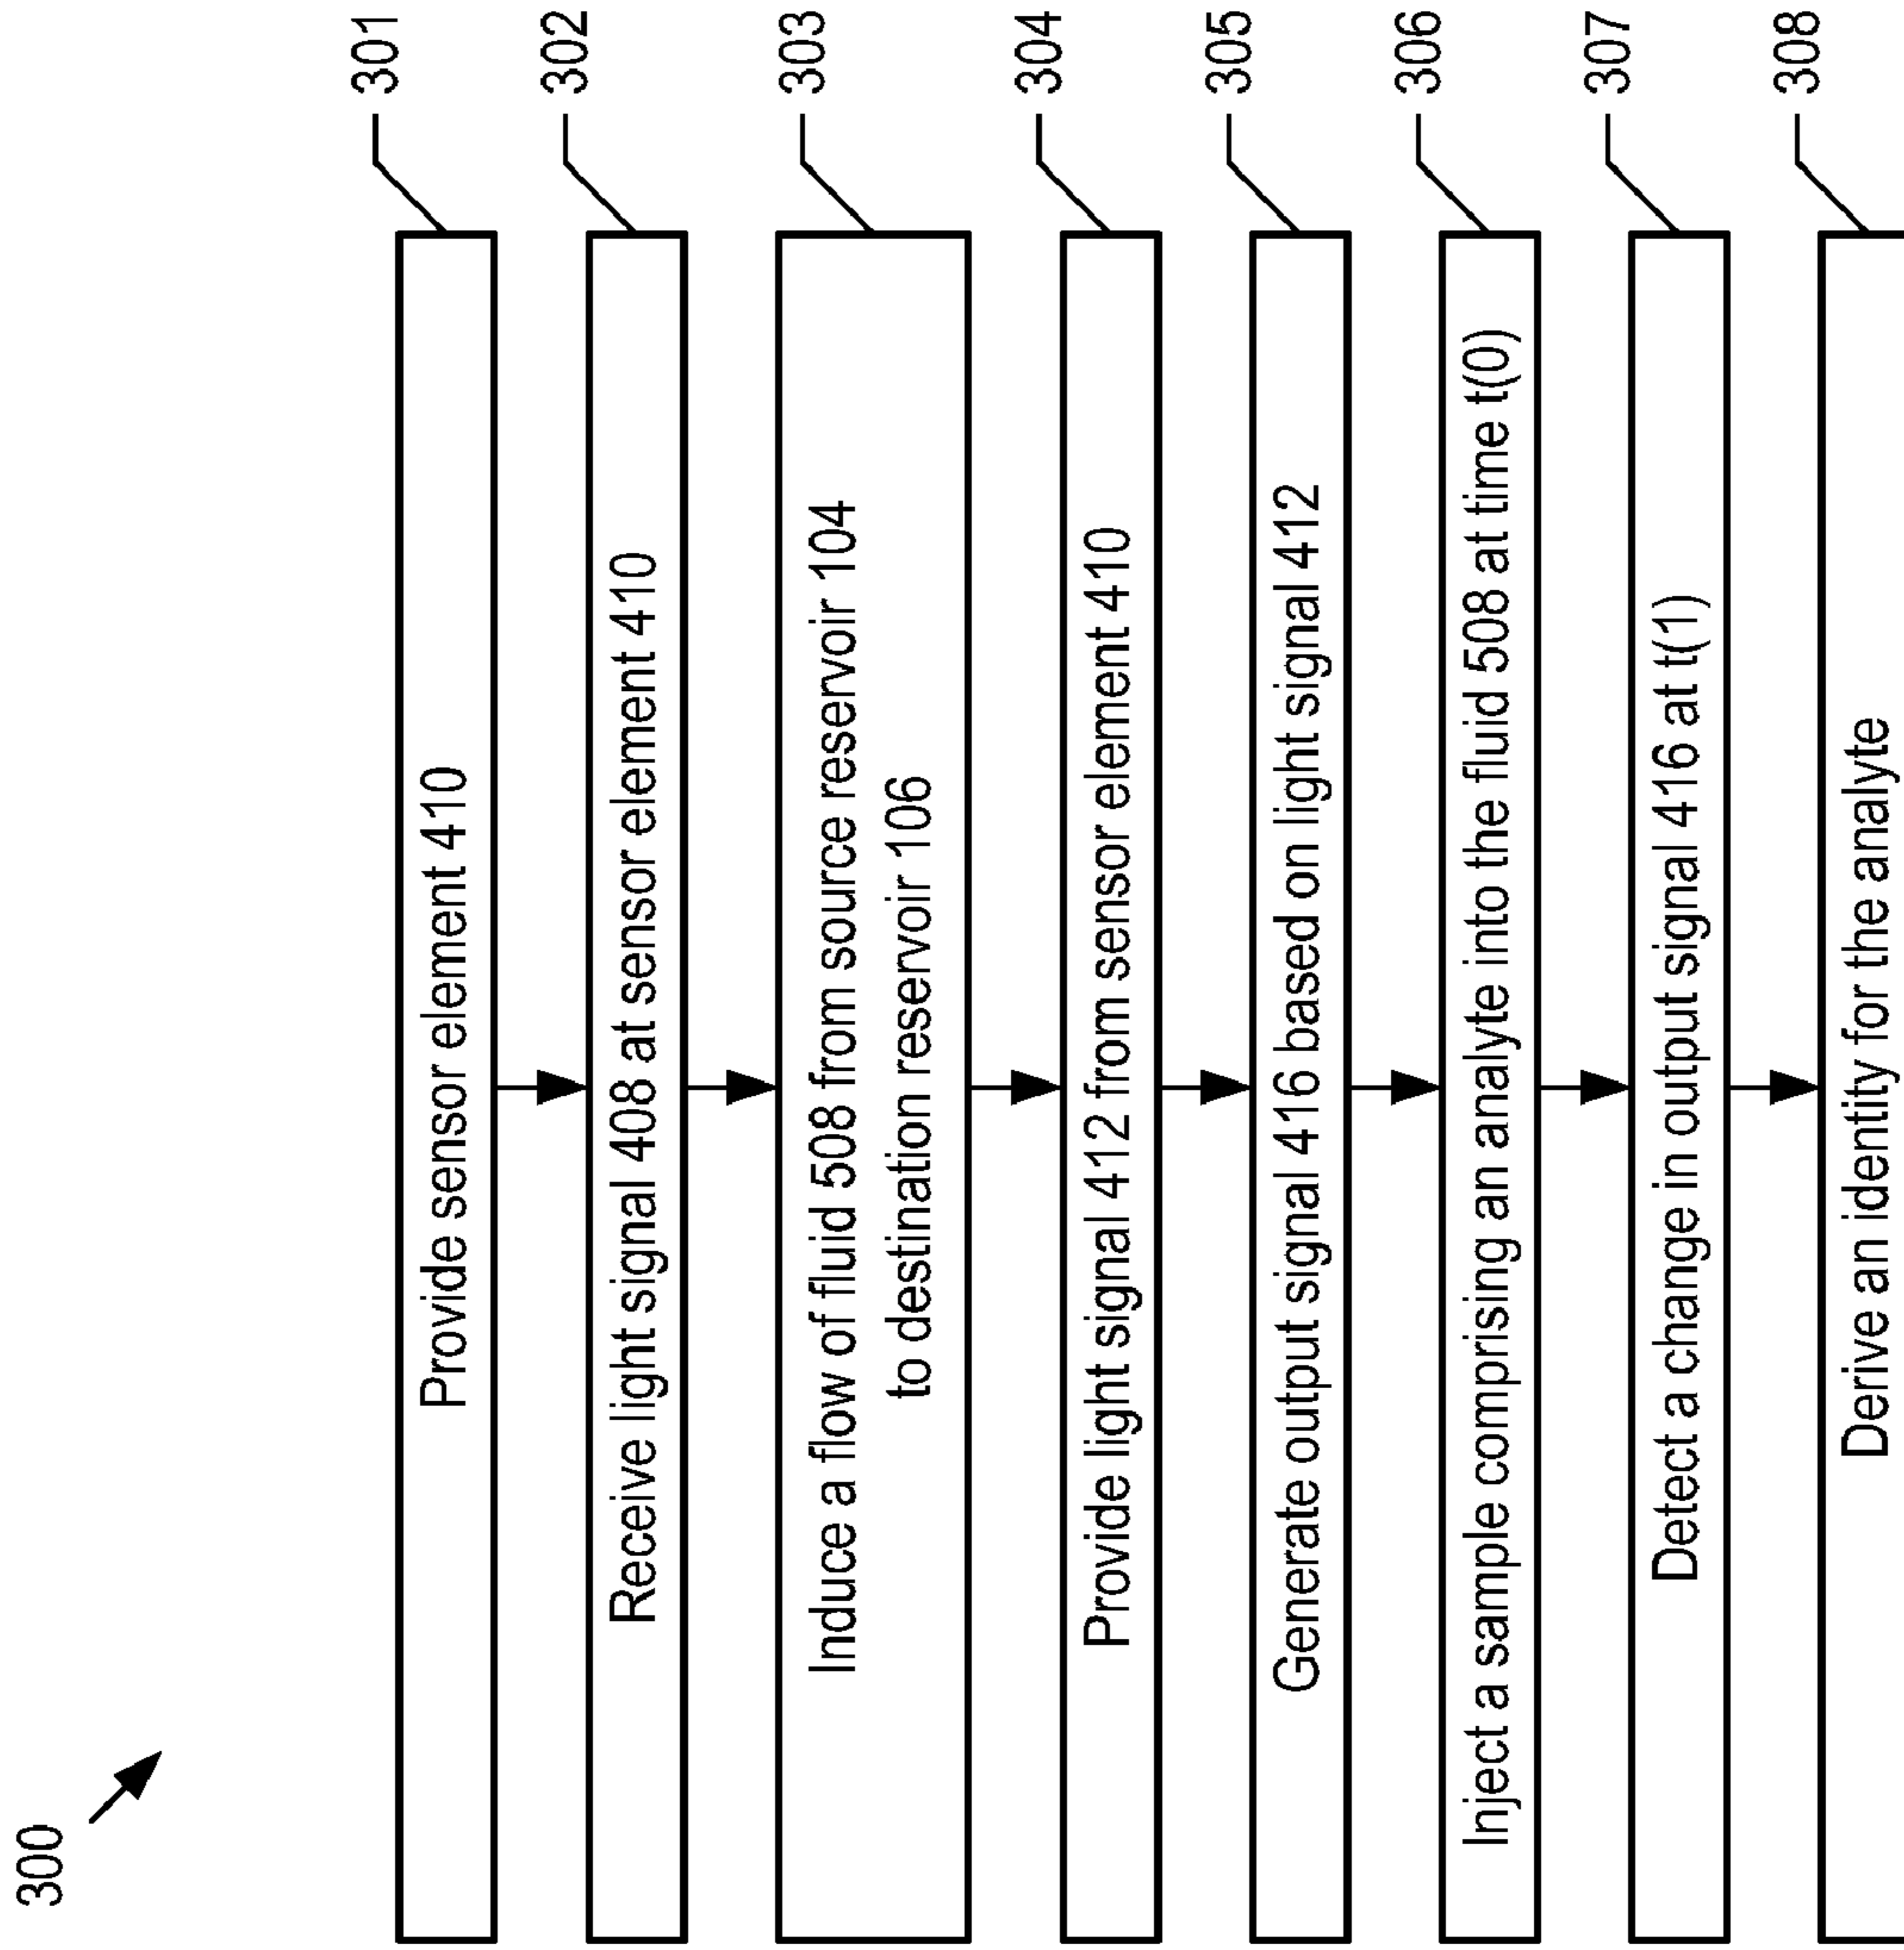 300
Provide sensor element 410
301
Receive light signal 408 at sensor element 410
302
Induce a flow of fluid 508 from source reservoir 104
to destination reservoir 106
303
Provide light signal 412 from sensor element 410
304
Generate output signal 416 based on light signal 412
305
Inject a sample comprising an analyte into the fluid 508 at time t(0)
306
Detect a change in output signal 416 at t(1)
307
Derive an identity for the analyte
308